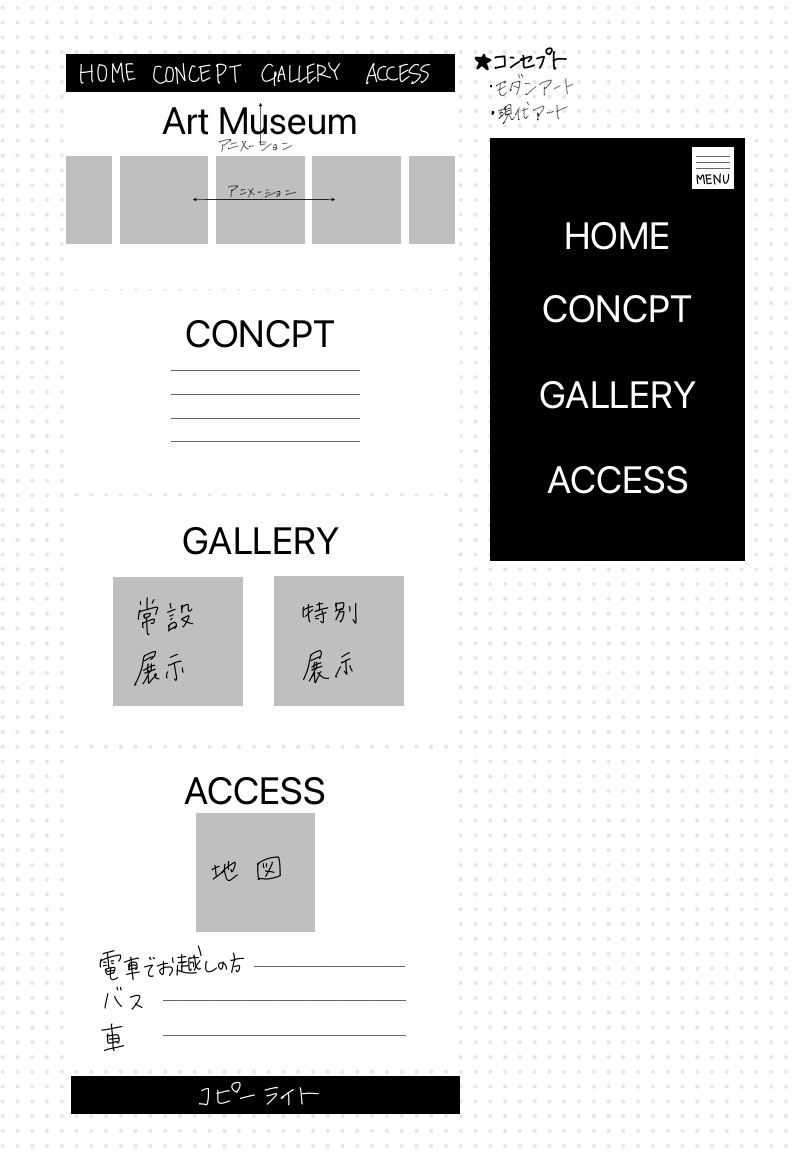 HOME CONCEPT GALLERY ACCESS
Art Museum
アニメーション
アニメーション
CONCPT
GALLERY
常設
展示
特別
展示
ACCESS
地図
電車でお越しの方
バス
車
コピーライト
★コンセプト
・モダンアート
・現代アート
MENU
HOME
CONCPT
GALLERY
ACCESS